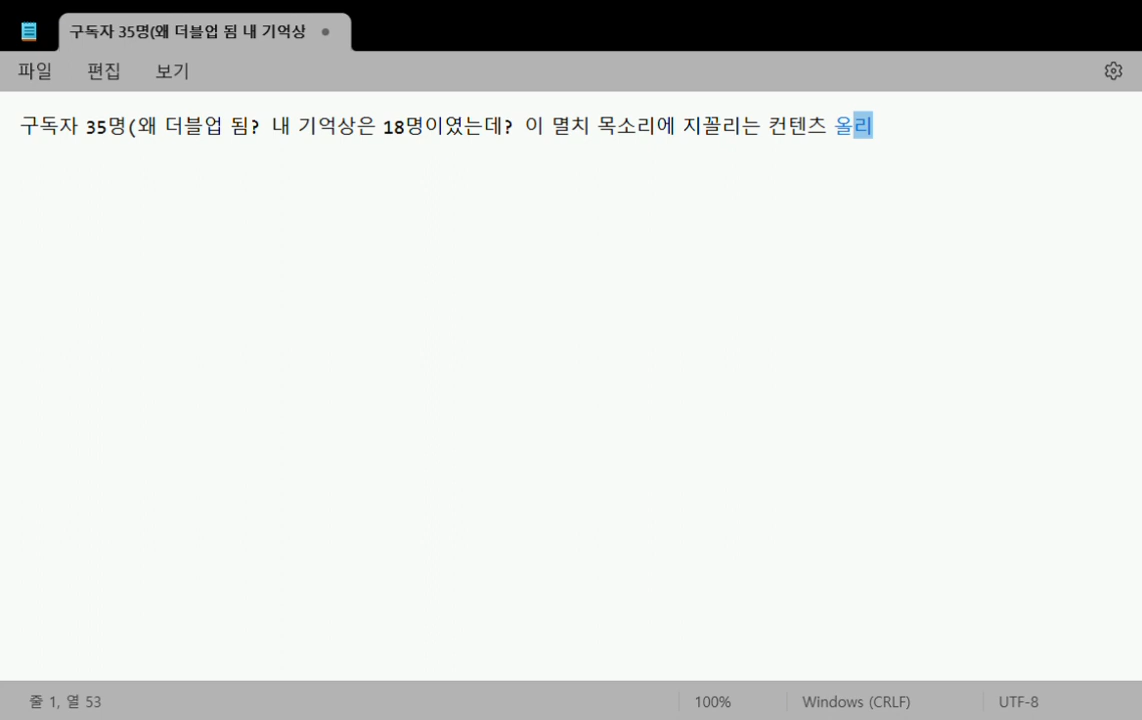 구독자 35명(왜 더블업 됨 내 기억상
파일 편집 보기
구독자 35명(왜 더블업 됨? 내 기억상은 18명이였는데? 이 멸치 목소리에 지꼴리는 컨텐츠 올리
줄 1, 열 53 100% Windows (CRLF) UTF-8